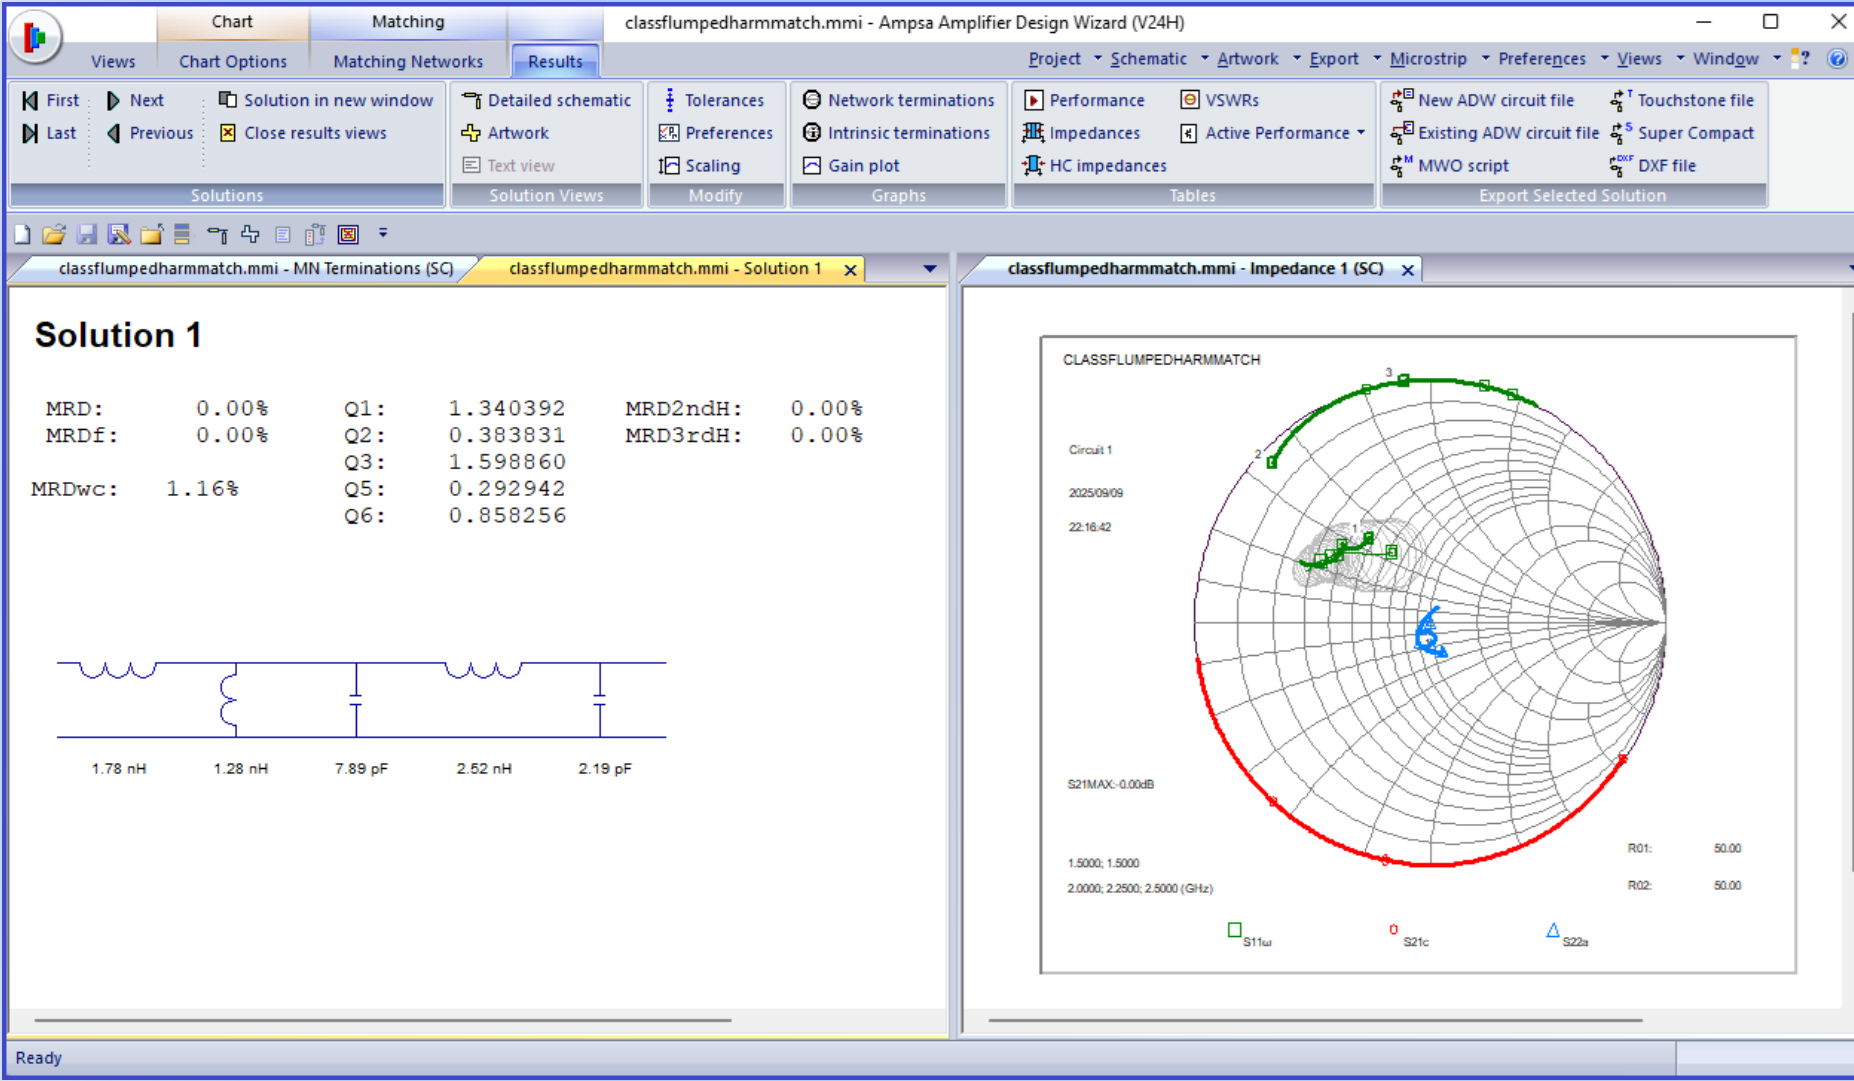 Chart
Matching
classflumpedharmmatch.mmi - Ampsa Amplifier Design Wizard (V24H)
Views
Chart Options
Matching Networks
Results
Project Schematic Artwork Export Microstrip Preferences Views Window ? ?
First Next Solution in new window
Last Previous Close results views
Solutions
Detailed schematic
Artwork
Text view
Solution Views
Tolerances
Preferences
Scaling
Modify
Network terminations
Intrinsic terminations
Gain plot
Graphs
Performance VSWRs
Impedances Active Performance
HC impedances
Tables
New ADW circuit file Touchstone file
Existing ADW circuit file Super Compact
MWO script DXF file
Export Selected Solution
classflumpedharmmatch.mmi - MN Terminations (SC)
classflumpedharmmatch.mmi - Solution 1
classflumpedharmmatch.mmi - Impedance 1 (SC)
Solution 1
MRD: 0.00% Q1: 1.340392 MRD2ndH: 0.00%
MRDf: 0.00% Q2: 0.383831 MRD3rdH: 0.00%
Q3: 1.598860
MRDwc: 1.16% Q5: 0.292942
Q6: 0.858256
1.78 nH 1.28 nH 7.89 pF 2.52 nH 2.19 pF
CLASSFLUMPEDHARMMATCH
3
Circuit 1
2
2025/09/09
22:16:42
1
S21MAX:-0.00dB
R01: 50.00
1.5000; 1.5000
2.0000; 2.2500; 2.5000 (GHz)
R02: 50.00
S11ω S21c S22a
Ready